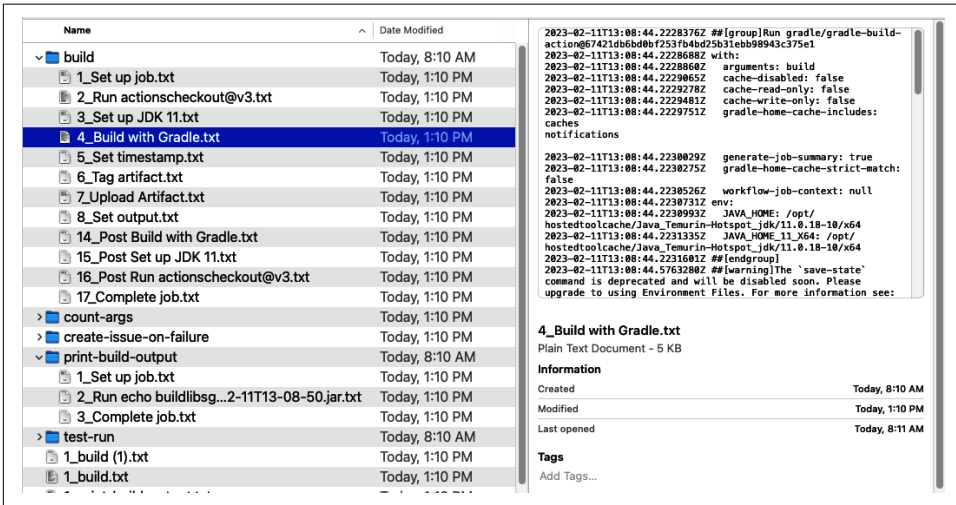 Name Date Modified
build Today, 8:10 AM
1_Set up job.txt Today, 1:10 PM
2_Run actionscheckout@v3.txt Today, 1:10 PM
3_Set up JDK 11.txt Today, 1:10 PM
4_Build with Gradle.txt Today, 1:10 PM
5_Set timestamp.txt Today, 1:10 PM
6_Tag artifact.txt Today, 1:10 PM
7_Upload Artifact.txt Today, 1:10 PM
8_Set output.txt Today, 1:10 PM
14_Post Build with Gradle.txt Today, 1:10 PM
15_Post Set up JDK 11.txt Today, 1:10 PM
16_Post Run actionscheckout@v3.txt Today, 1:10 PM
17_Complete job.txt Today, 1:10 PM
count-args Today, 1:10 PM
create-issue-on-failure Today, 1:10 PM
print-build-output Today, 8:10 AM
1_Set up job.txt Today, 1:10 PM
2_Run echo buildlibsg...2-11T13-08-50.jar.txt Today, 1:10 PM
3_Complete job.txt Today, 1:10 PM
test-run Today, 8:10 AM
1_build (1).txt Today, 1:10 PM
1_build.txt Today, 1:10 PM
2023-02-11T13:08:44.2228376Z ##[group]Run gradle/gradle-build-
action@67421db6bd0bf253fb4bd25b31ebb98943c375e1
2023-02-11T13:08:44.2228688Z with:
2023-02-11T13:08:44.2228860Z arguments: build
2023-02-11T13:08:44.2229065Z cache-disabled: false
2023-02-11T13:08:44.2229278Z cache-read-only: false
2023-02-11T13:08:44.2229481Z cache-write-only: false
2023-02-11T13:08:44.2229751Z gradle-home-cache-includes:
caches
notifications
2023-02-11T13:08:44.2230029Z generate-job-summary: true
2023-02-11T13:08:44.2230275Z gradle-home-cache-strict-match:
false
2023-02-11T13:08:44.2230526Z workflow-job-context: null
2023-02-11T13:08:44.2230731Z env:
2023-02-11T13:08:44.2230993Z JAVA_HOME: /opt/
hostedtoolcache/Java_Temurin-Hotspot_jdk/11.0.18-10/x64
2023-02-11T13:08:44.2231335Z JAVA_HOME_11_X64: /opt/
hostedtoolcache/Java_Temurin-Hotspot_jdk/11.0.18-10/x64
2023-02-11T13:08:44.2231601Z ##[endgroup]
2023-02-11T13:08:44.5763280Z ##[warning]The `save-state`
command is deprecated and will be disabled soon. Please
upgrade to using Environment Files. For more information see:
4_Build with Gradle.txt
Plain Text Document - 5 KB
Information
Created Today, 8:10 AM
Modified Today, 1:10 PM
Last opened Today, 8:11 AM
Tags
Add Tags...